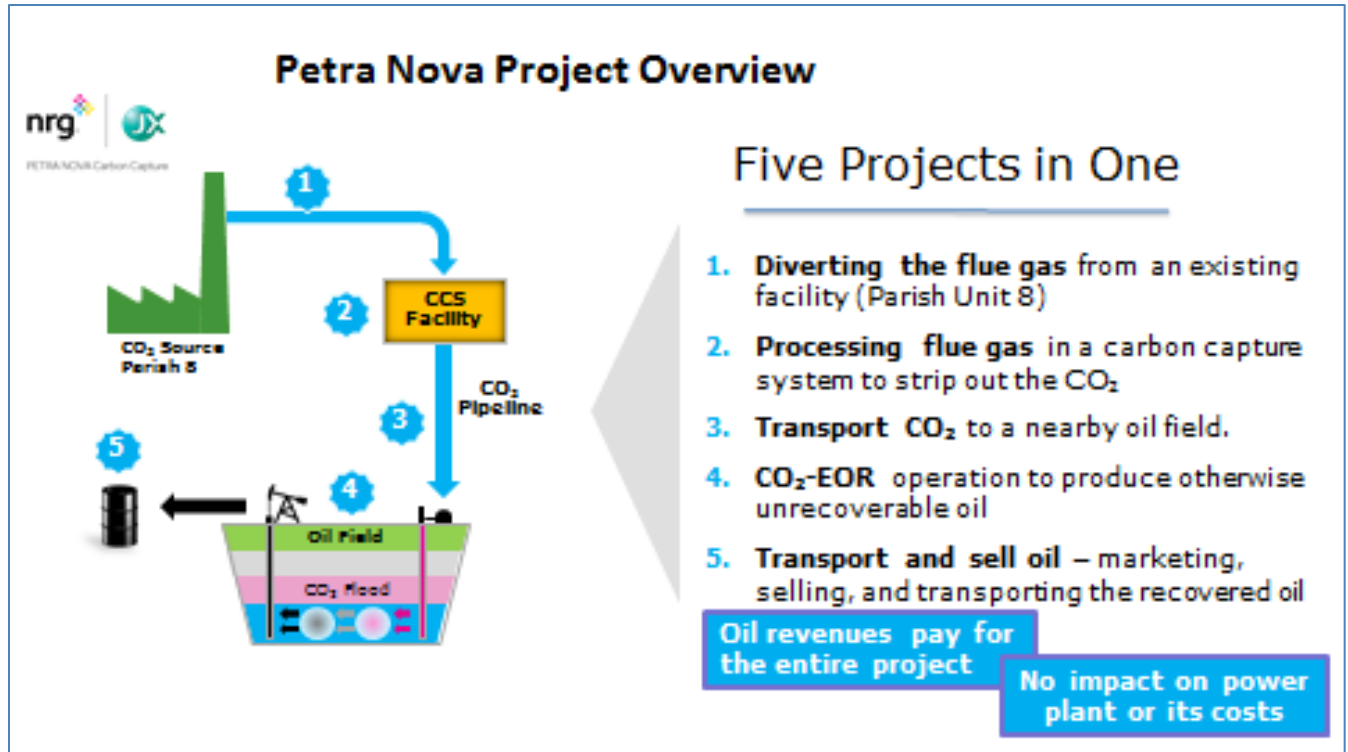 Petra Nova Project Overview
nrg
JX
PETRA NOVA Carbon Capture
1
CCS
Facility
2
CO₂ Source
Parish 8
CO₂
Pipeline
3
5
4
Oil Field
CO₂ Flood
Five Projects in One
1. Diverting the flue gas from an existing
facility (Parish Unit 8)
2. Processing flue gas in a carbon capture
system to strip out the CO₂
3. Transport CO₂ to a nearby oil field.
4. CO₂-EOR operation to produce otherwise
unrecoverable oil
5. Transport and sell oil – marketing,
selling, and transporting the recovered oil
Oil revenues pay for
the entire project
No impact on power
plant or its costs